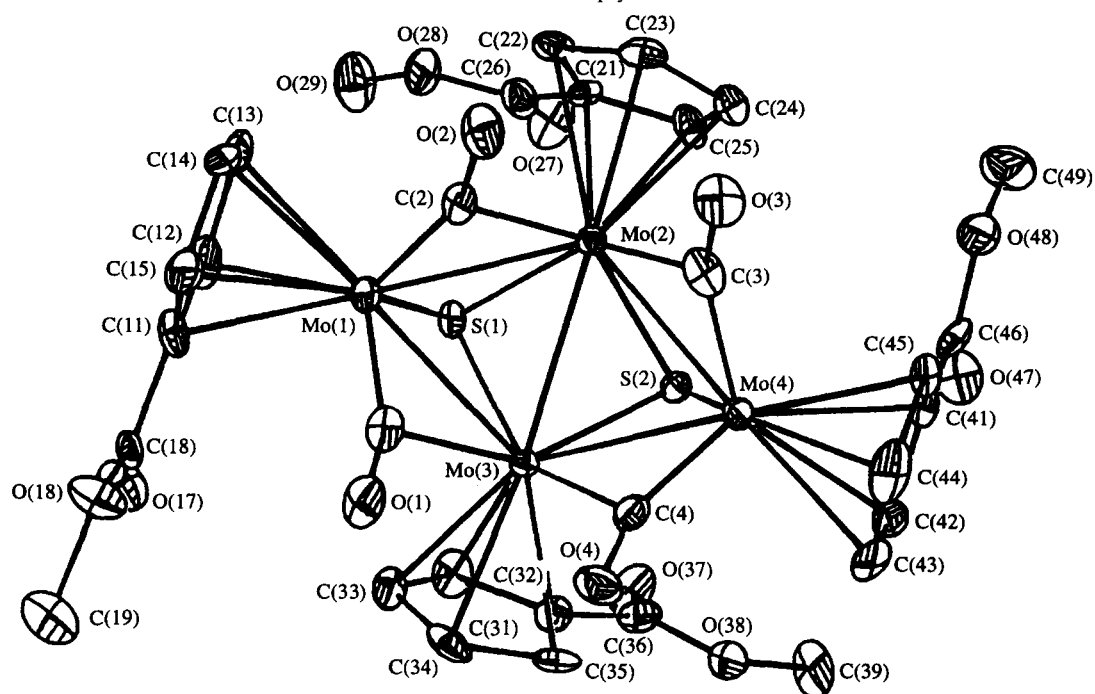 C(23)
O(28)
C(22)
C(26)
C(21)
O(29)
C(24)
C(13)
O(2)
C(14)
C(25)
O(27)
C(49)
C(2)
O(3)
C(12)
Mo(2)
O(48)
C(15)
C(3)
C(11)
Mo(1)
S(1)
C(45)
C(46)
S(2)
Mo(4)
O(47)
C(41)
C(18)
Mo(3)
C(44)
O(18)
O(17)
O(1)
C(4)
C(42)
O(4)
C(43)
C(32)
O(37)
C(33)
C(19)
C(31)
O(38)
C(36)
C(34)
C(35)
C(39)